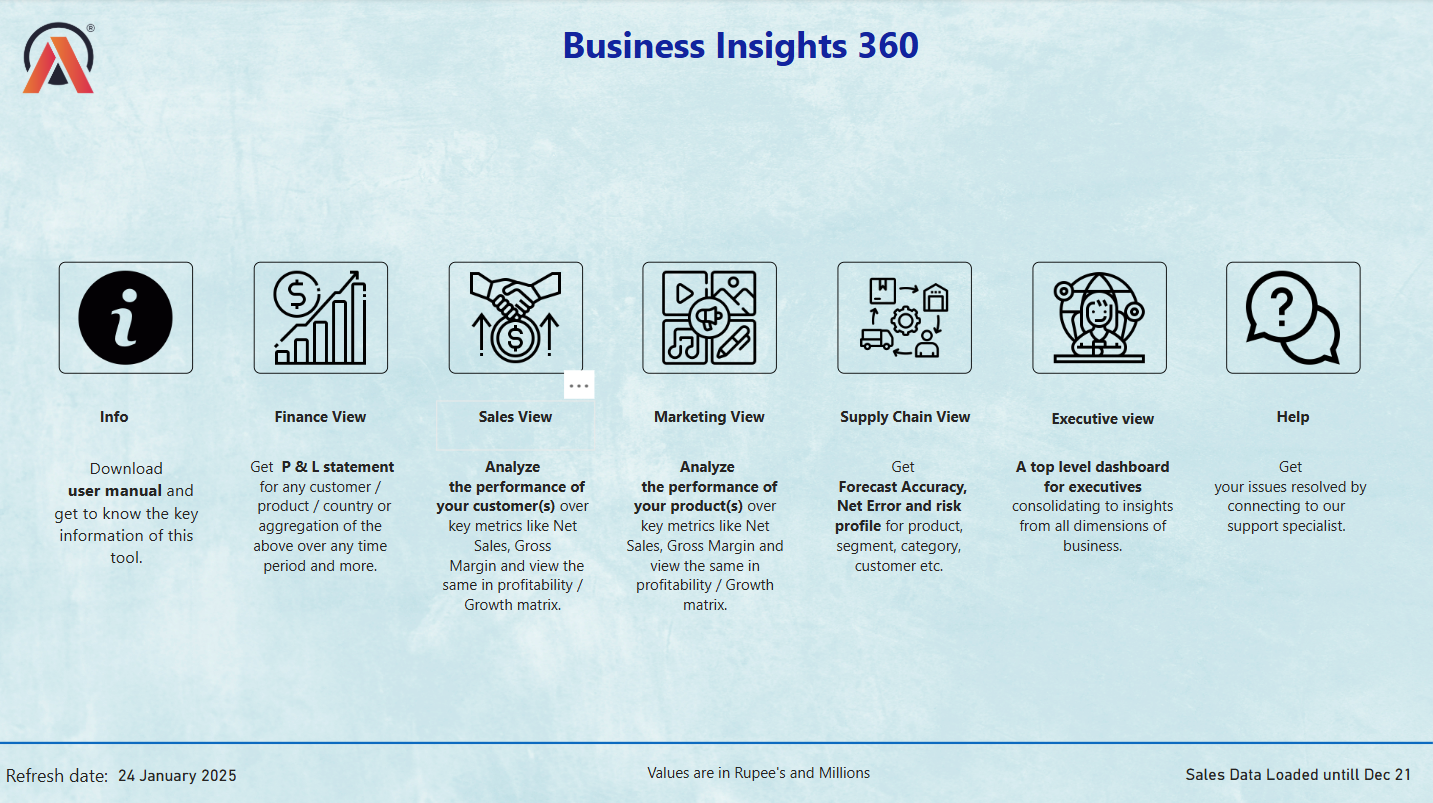 ®
Business Insights 360
Info
Download
user manual and
get to know the key
information of this
tool.
Finance View
Get P & L statement
for any customer /
product / country or
aggregation of the
above over any time
period and more.
Sales View
Analyze
the performance of
your customer(s) over
key metrics like Net
Sales, Gross
Margin and view the
same in profitability /
Growth matrix.
Marketing View
Analyze
the performance of
your product(s) over
key metrics like Net
Sales, Gross Margin and
view the same in
profitability / Growth
matrix.
Supply Chain View
Get
Forecast Accuracy,
Net Error and risk
profile for product,
segment, category,
customer etc.
Executive view
A top level dashboard
for executives
consolidating to insights
from all dimensions of
business.
Help
Get
your issues resolved by
connecting to our
support specialist.
Refresh date: 24 January 2025
Values are in Rupee's and Millions
Sales Data Loaded untill Dec 21